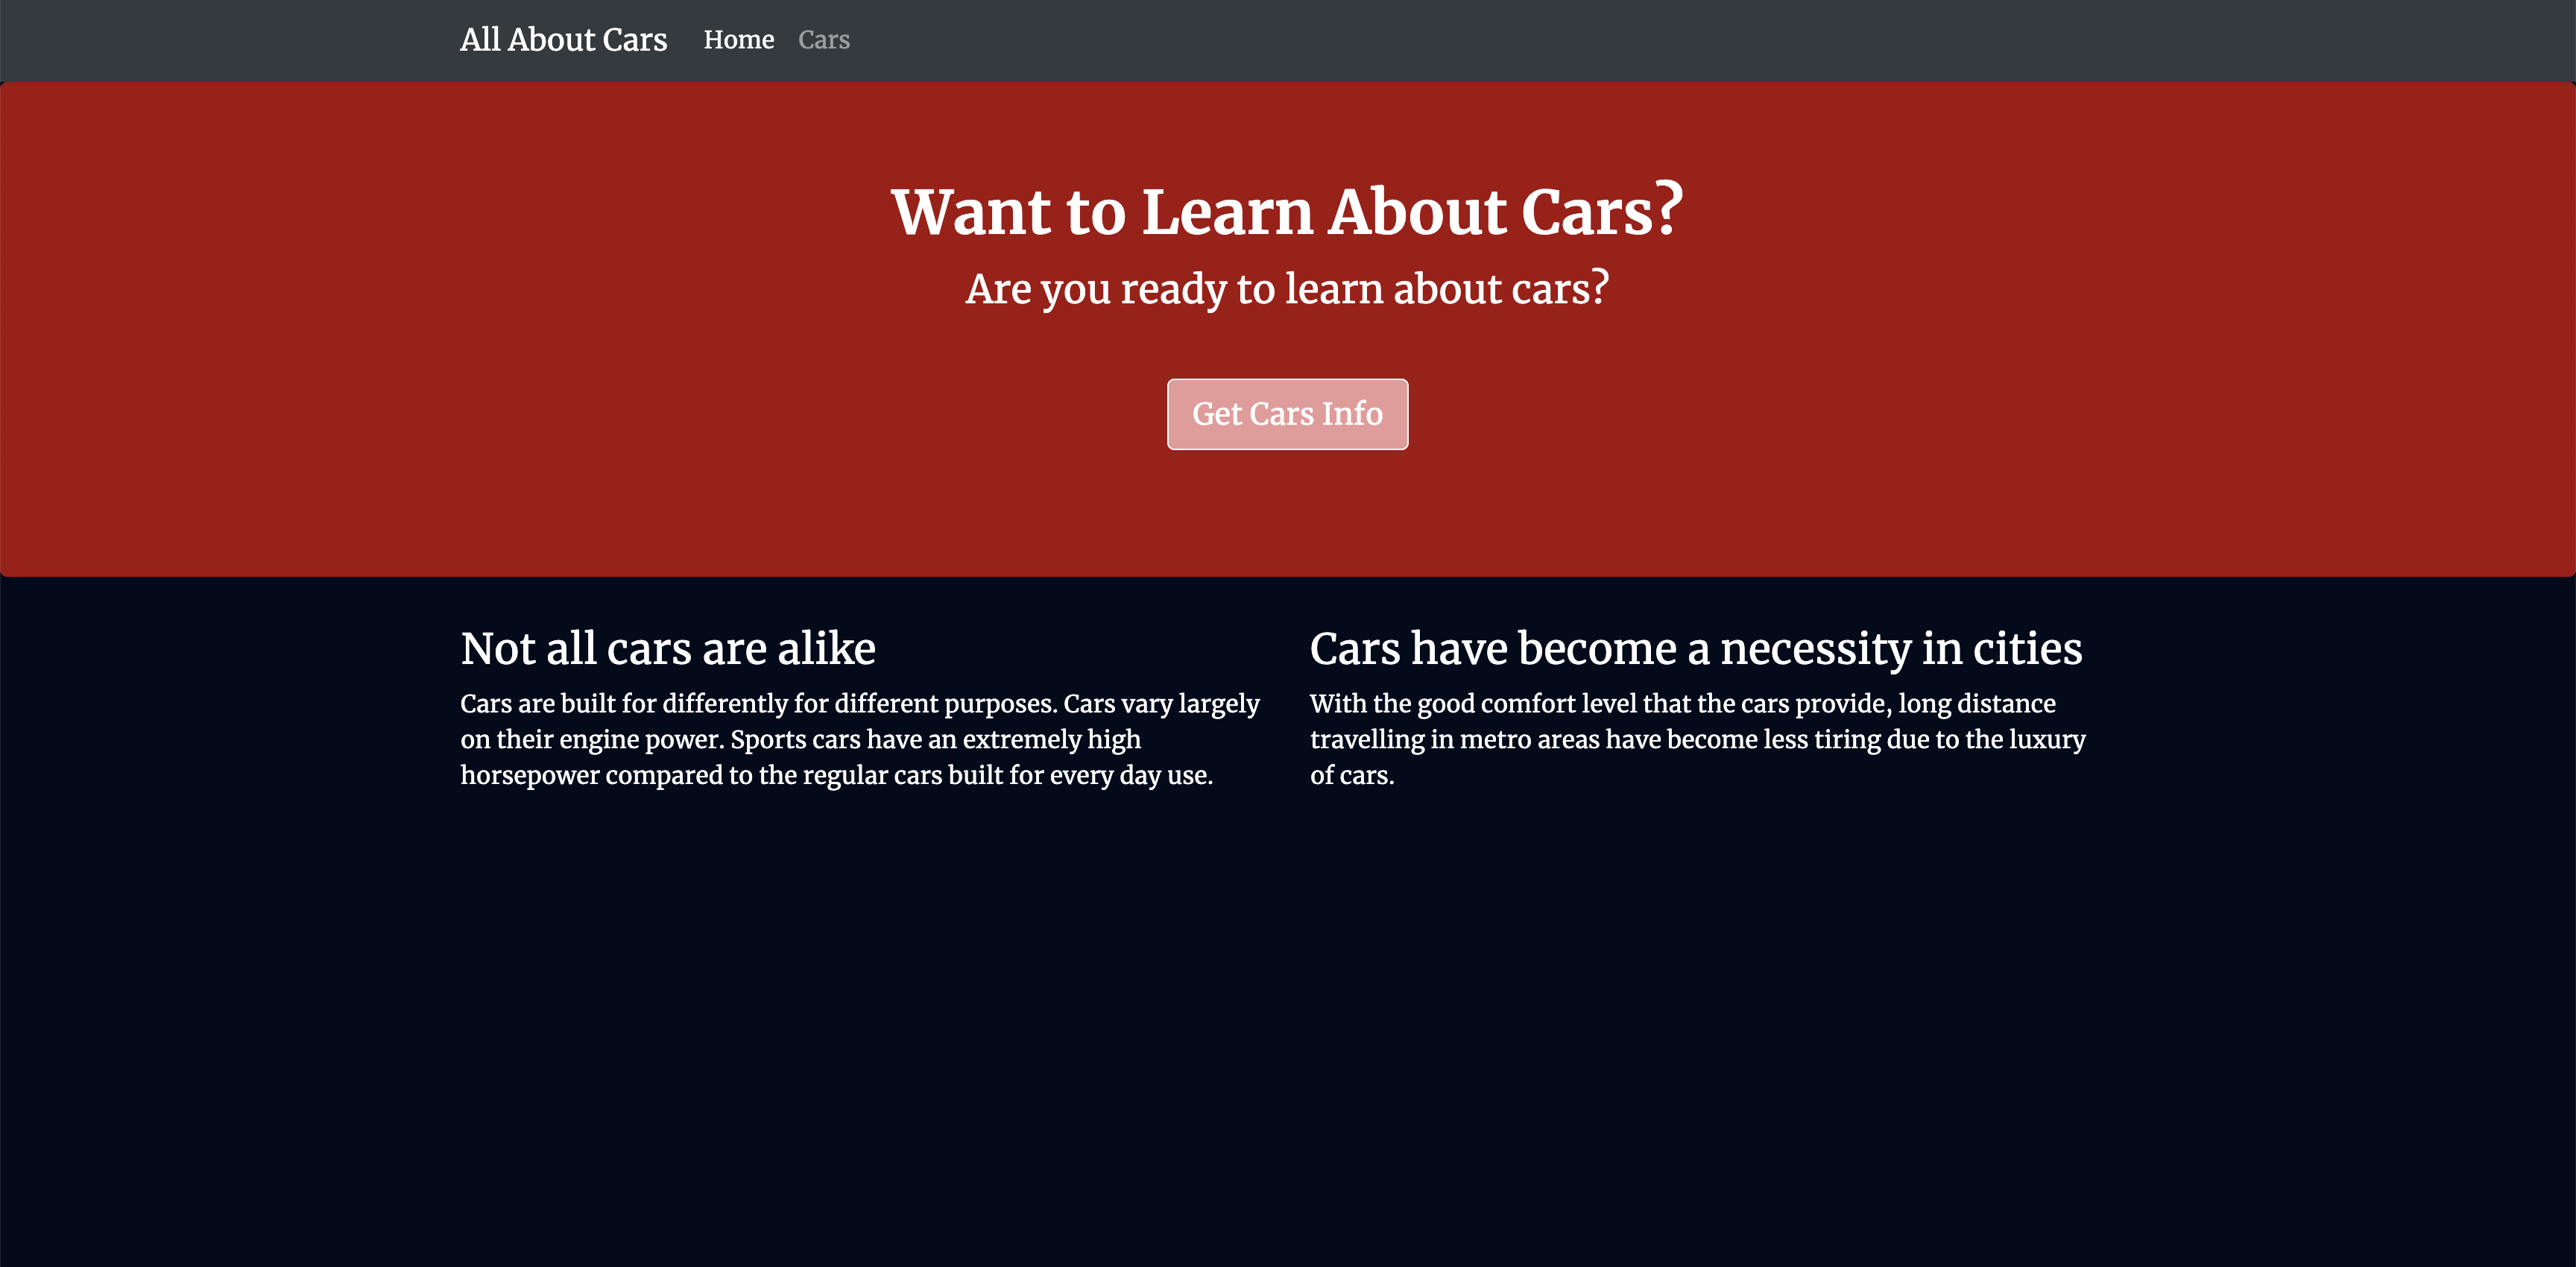 All About Cars Home Cars
Want to Learn About Cars?
Are you ready to learn about cars?
Get Cars Info
Not all cars are alike
Cars are built for differently for different purposes. Cars vary largely
on their engine power. Sports cars have an extremely high
horsepower compared to the regular cars built for every day use.
Cars have become a necessity in cities
With the good comfort level that the cars provide, long distance
travelling in metro areas have become less tiring due to the luxury
of cars.